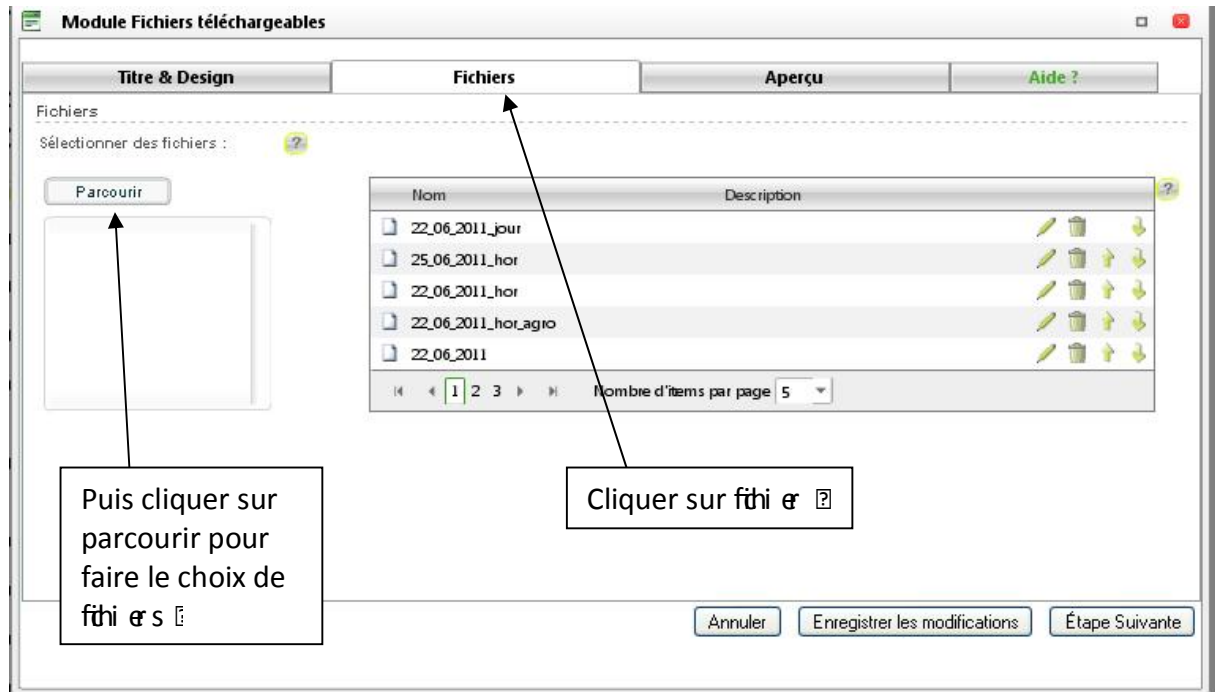 Module Fichiers téléchargeables
Titre & Design
Fichiers
Aperçu
Aide ?
Fichiers
Sélectionner des fichiers :
?
Parcourir
Nom
Description
?
22_06_2011_jour
25_06_2011_hor
22_06_2011_hor
22_06_2011_hor_agro
22_06_2011
1 2 3
Nombre d'items par page 5
Puis cliquer sur
parcourir pour
faire le choix de
Cliquer sur
Annuler
Enregistrer les modifications
Étape Suivante